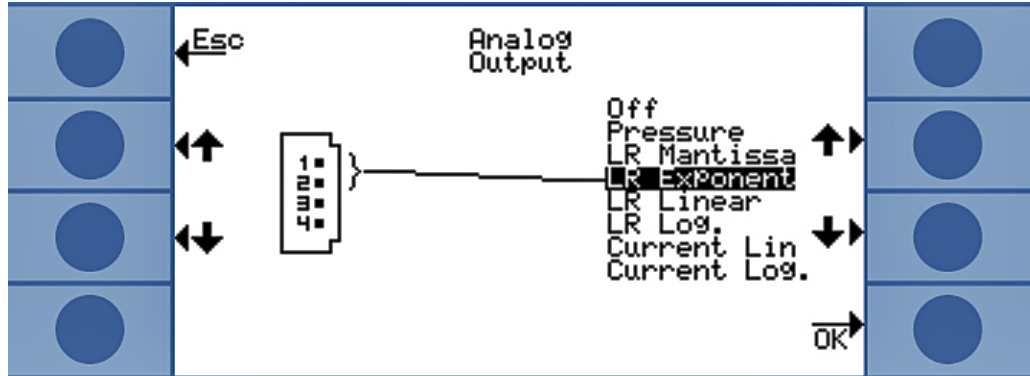 Esc
Analog
Output
Off
Pressure
LR Mantissa
LR Exponent
LR Linear
LR Log.
Current Lin
Current Log.
1
2
3
4
OK